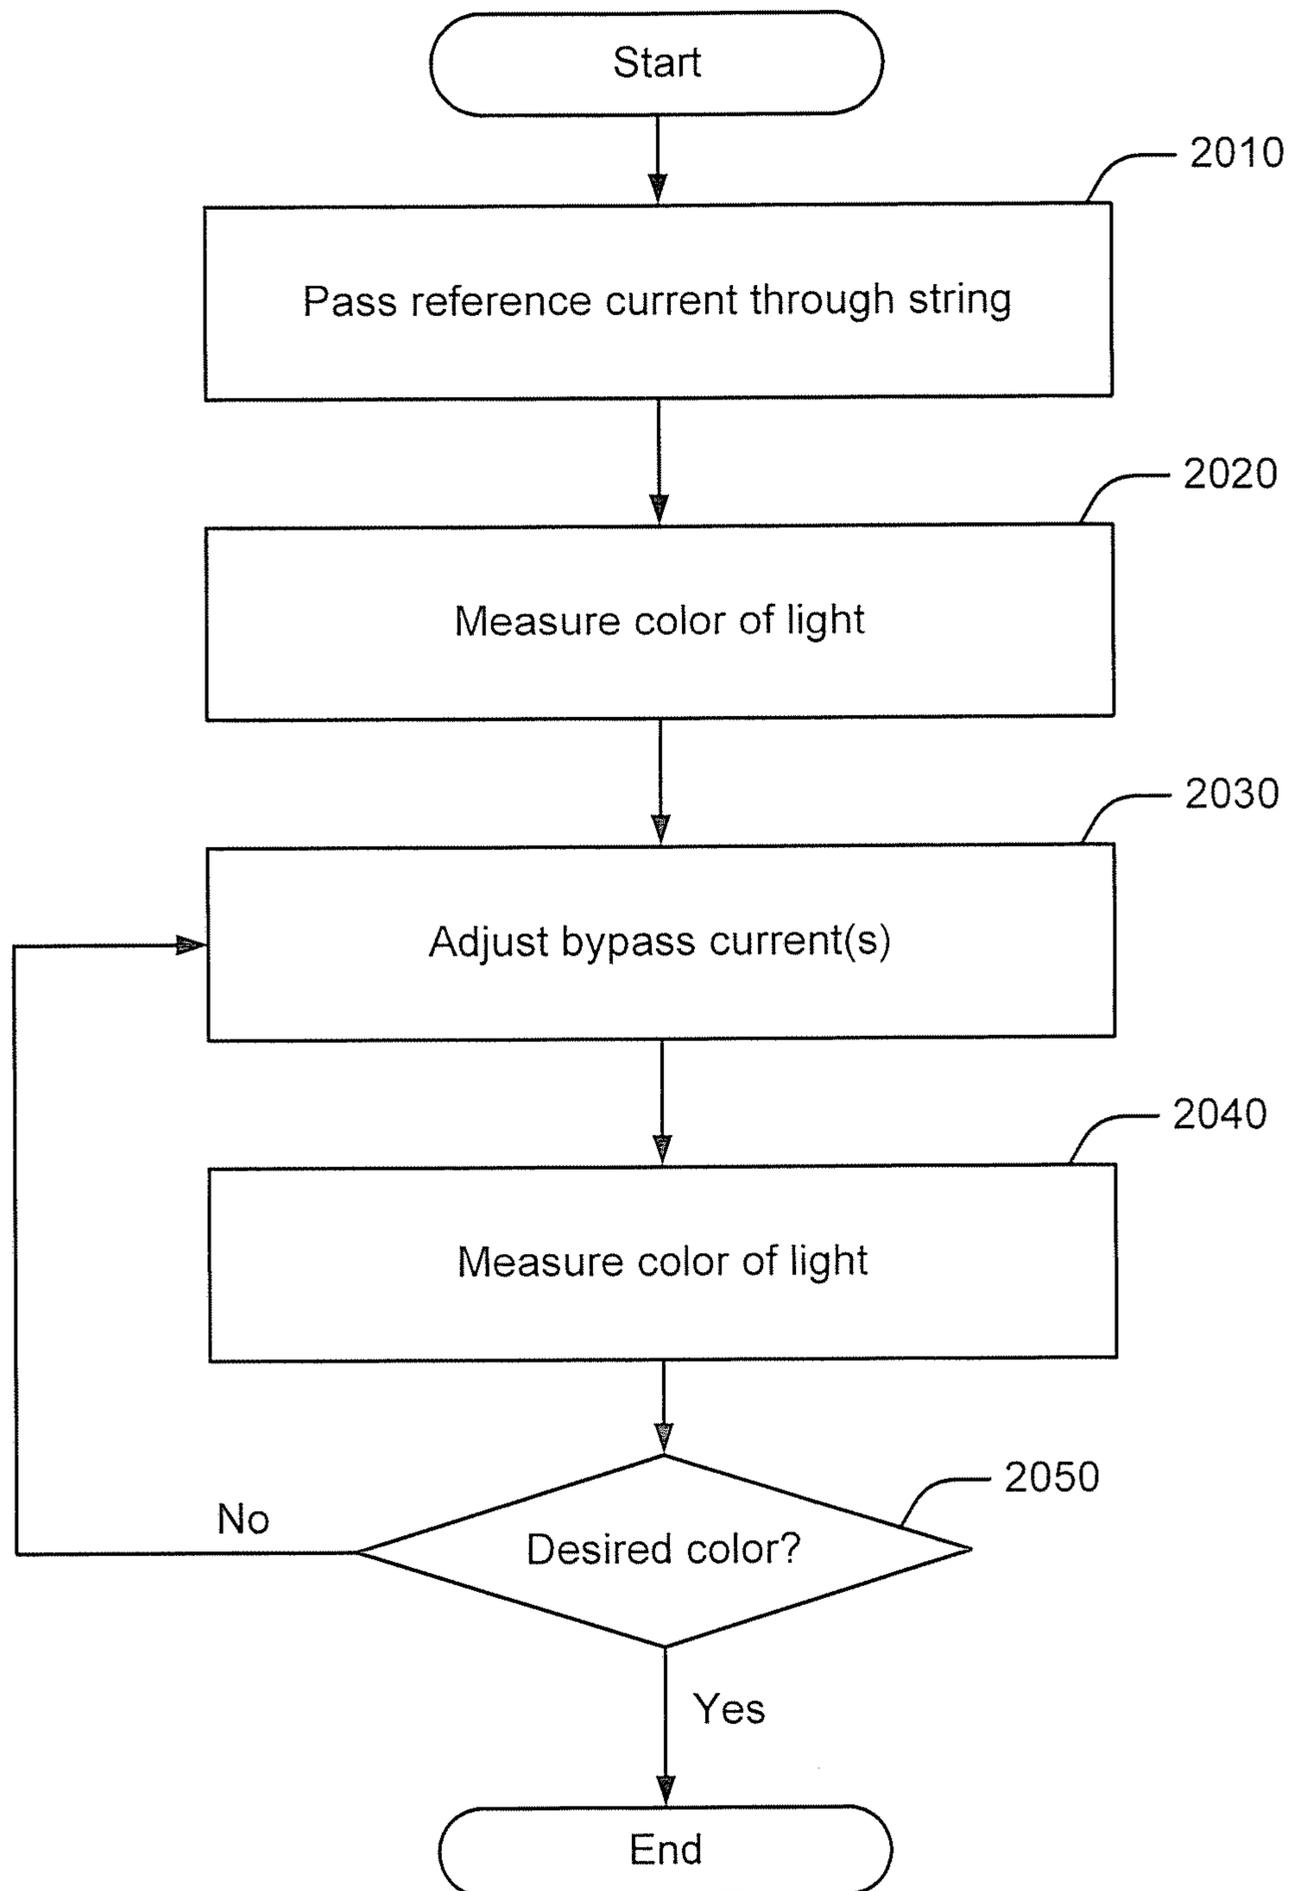 Start
2010
Pass reference current through string
2020
Measure color of light
2030
Adjust bypass current(s)
2040
Measure color of light
2050
No
Desired color?
Yes
End